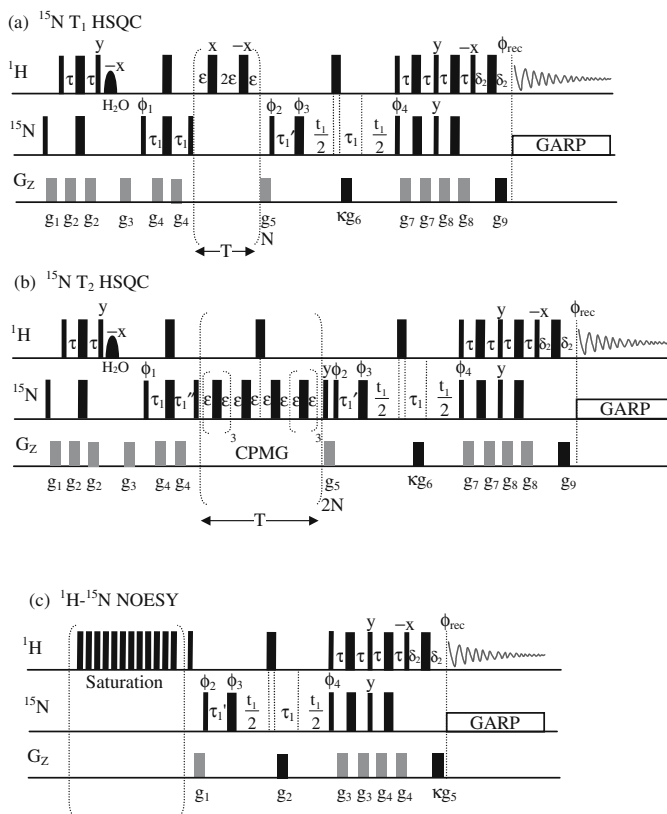 (a) ¹⁵N T₁ HSQC
y x −x y −x ϕrec
¹H τ τ −x ε 2ε ε τ τ τ τ δ₂ δ₂
H₂O ϕ₁ ϕ₂ ϕ₃ ϕ₄
¹⁵N τ₁ τ₁ τ₁' t₁/2 τ₁ t₁/2 y GARP
G_Z
g₁ g₂ g₂ g₃ g₄ g₄ g₅ κg₆ g₇ g₇ g₈ g₈ g₉
T N
(b) ¹⁵N T₂ HSQC
y y −x ϕrec
¹H τ τ −x τ τ τ τ δ₂ δ₂
H₂O ϕ₁ yϕ₂ ϕ₃ ϕ₄
¹⁵N τ₁ τ₁'' ε ε ε ε ε ε ε ε τ₁' t₁/2 τ₁ t₁/2 y GARP
3 3
G_Z CPMG
g₁ g₂ g₂ g₃ g₄ g₄ g₅ κg₆ g₇ g₇ g₈ g₈ g₉
T 2N
(c) ¹H-¹⁵N NOESY
y −x ϕrec
¹H τ τ τ τ δ₂ δ₂
Saturation ϕ₂ ϕ₃ ϕ₄
¹⁵N τ₁' t₁/2 τ₁ t₁/2 y GARP
G_Z
g₁ g₂ g₃ g₃ g₄ g₄ κg₅